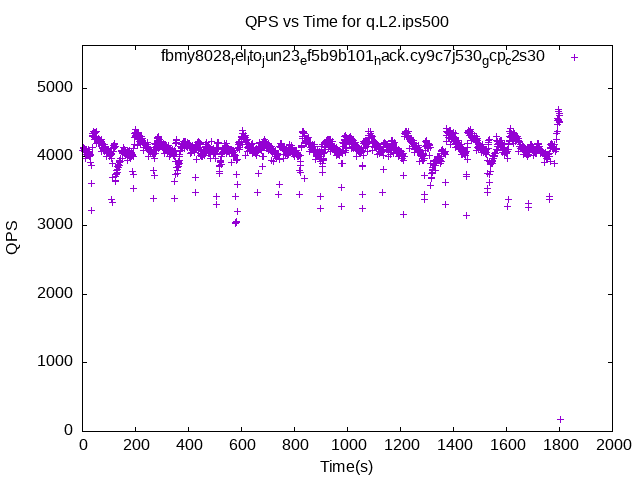 QPS vs Time for q.L2.ips500
fbmy8028relltojun23ef5b9b101hack.cy9c7j530gcpc2s30
5000
4000
3000
2000
1000
0
QPS
0 200 400 600 800 1000 1200 1400 1600 1800 2000
Time(s)